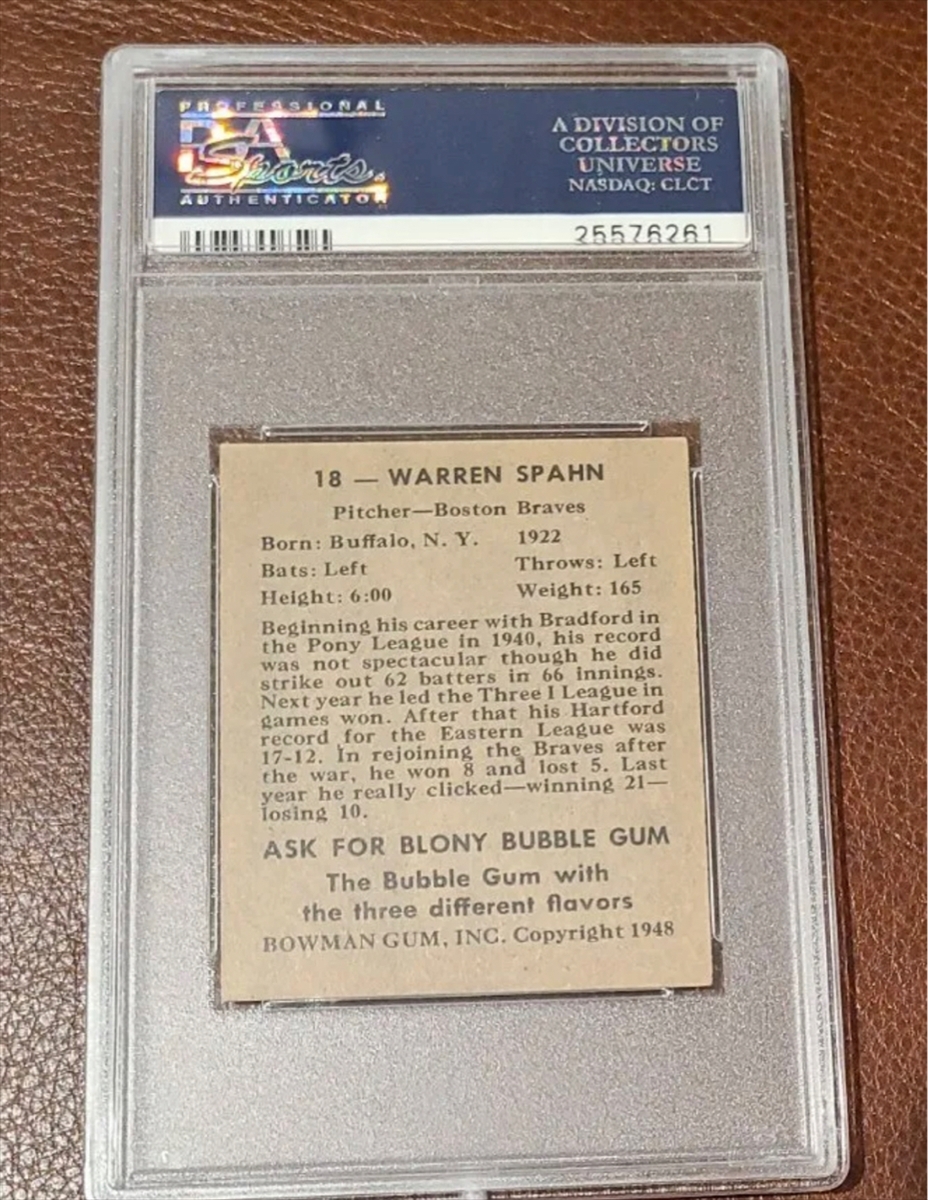 PROFESSIONAL
PSA
Sports
AUTHENTICATOR
A DIVISION OF
COLLECTORS
UNIVERSE
NASDAQ: CLCT
25576261
18 — WARREN SPAHN
Pitcher—Boston Braves
Born: Buffalo, N. Y. 1922
Bats: Left Throws: Left
Height: 6:00 Weight: 165
Beginning his career with Bradford in
the Pony League in 1940, his record
was not spectacular though he did
strike out 62 batters in 66 innings.
Next year he led the Three I League in
games won. After that his Hartford
record for the Eastern League was
17-12. In rejoining the Braves after
the war, he won 8 and lost 5. Last
year he really clicked—winning 21—
losing 10.
ASK FOR BLONY BUBBLE GUM
The Bubble Gum with
the three different flavors
BOWMAN GUM, INC. Copyright 1948